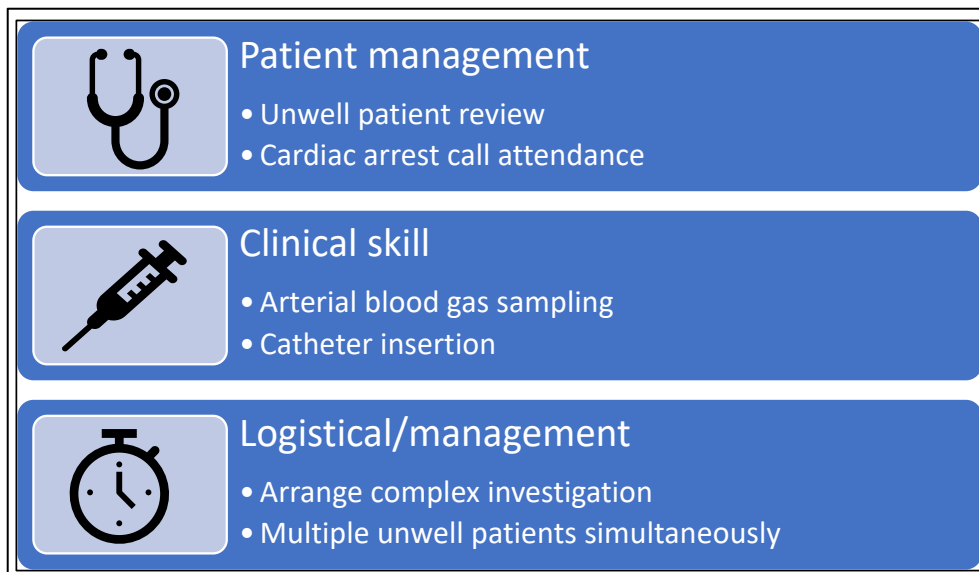 Patient management
• Unwell patient review
• Cardiac arrest call attendance
Clinical skill
• Arterial blood gas sampling
• Catheter insertion
Logistical/management
• Arrange complex investigation
• Multiple unwell patients simultaneously